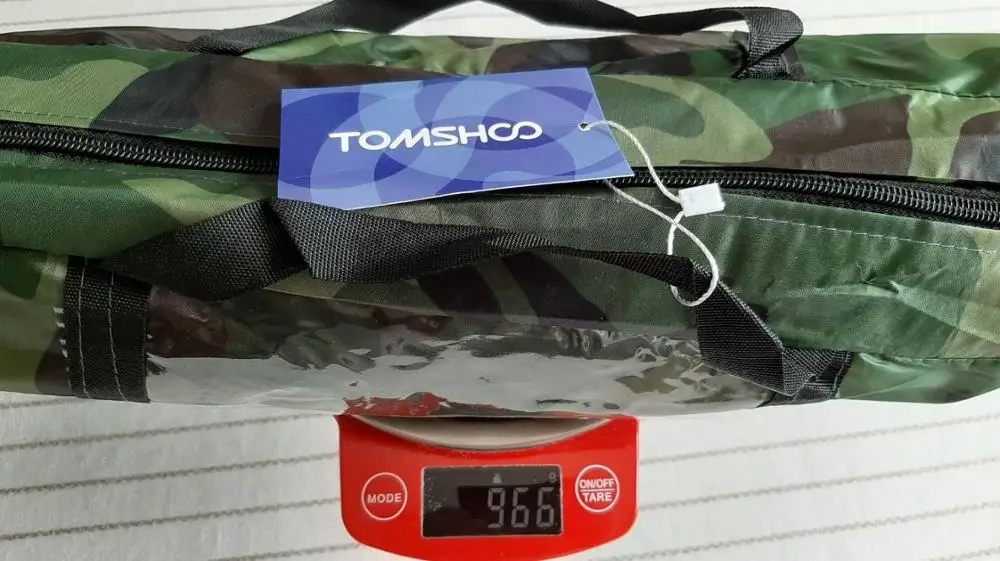 TOMSHOO
MODE
g
966
ON/OFF
TARE